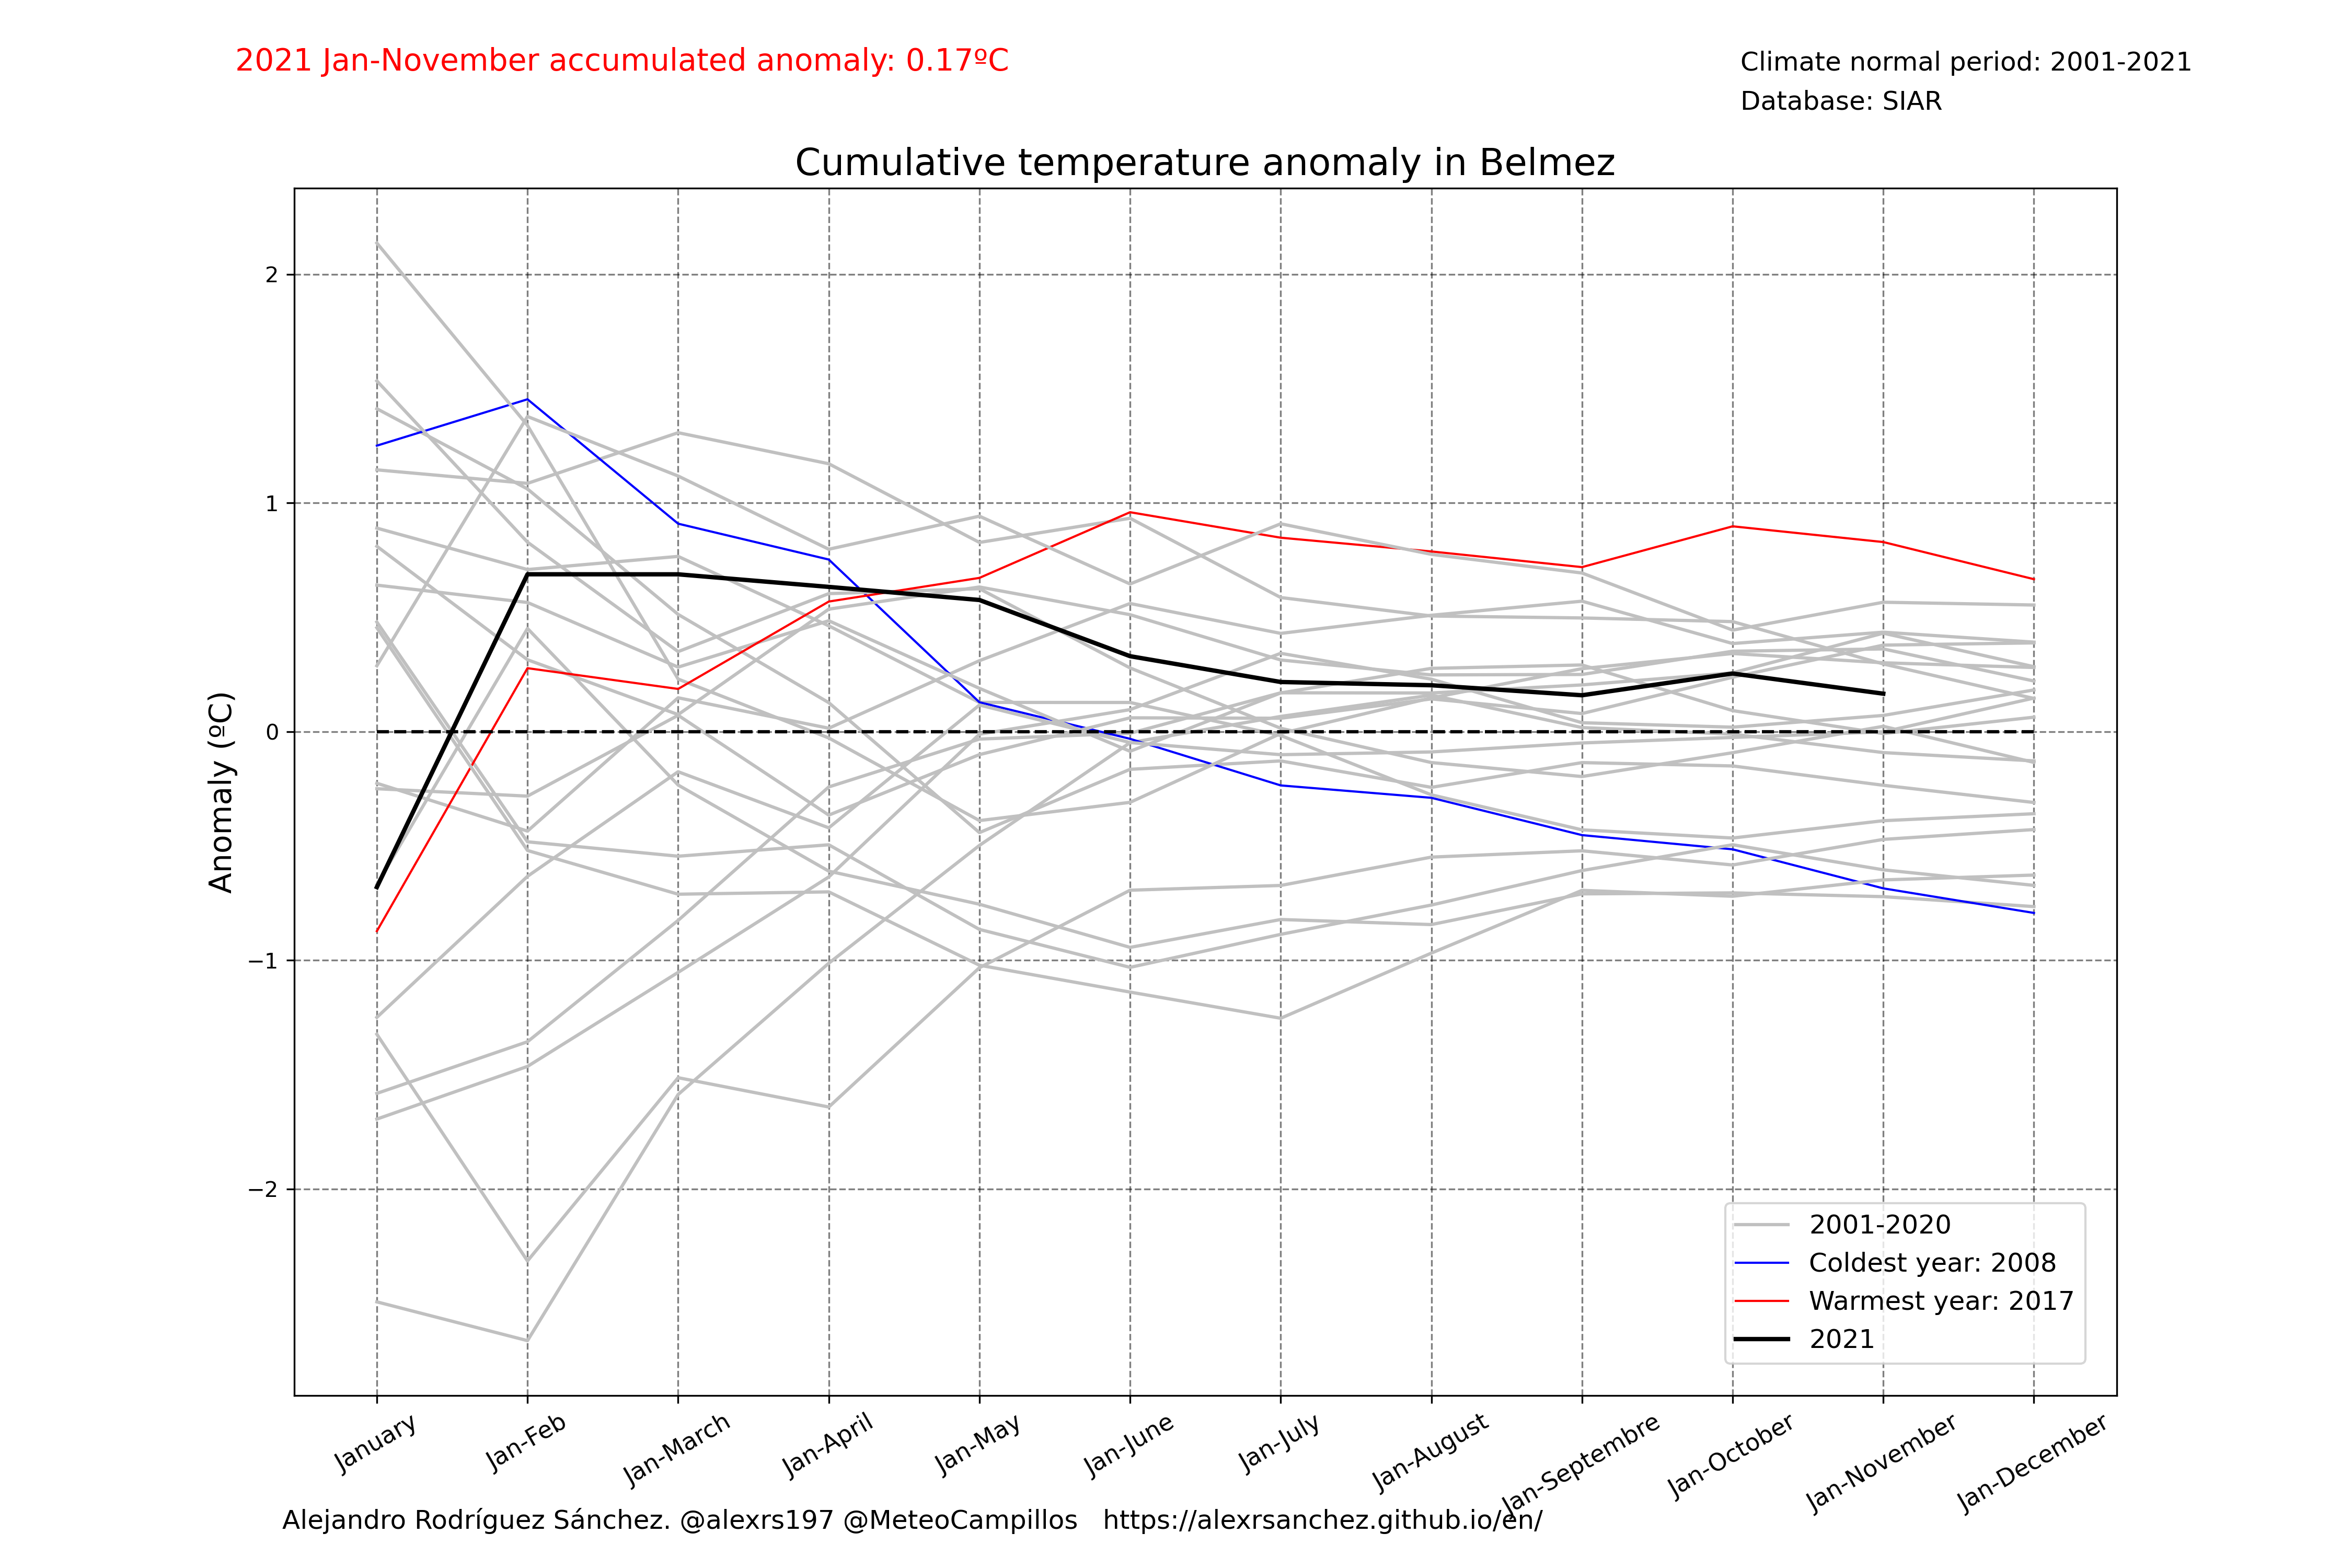 2021 Jan-November accumulated anomaly: 0.17ºC
Climate normal period: 2001-2021
Database: SIAR
Cumulative temperature anomaly in Belmez
Anomaly (ºC)
2
1
0
−1
−2
2001-2020
Coldest year: 2008
Warmest year: 2017
2021
January
Jan-Feb
Jan-March
Jan-April
Jan-May
Jan-June
Jan-July
Jan-August
Jan-Septembre
Jan-October
Jan-November
Jan-December
Alejandro Rodríguez Sánchez. @alexrs197 @MeteoCampillos   https://alexrsanchez.github.io/en/